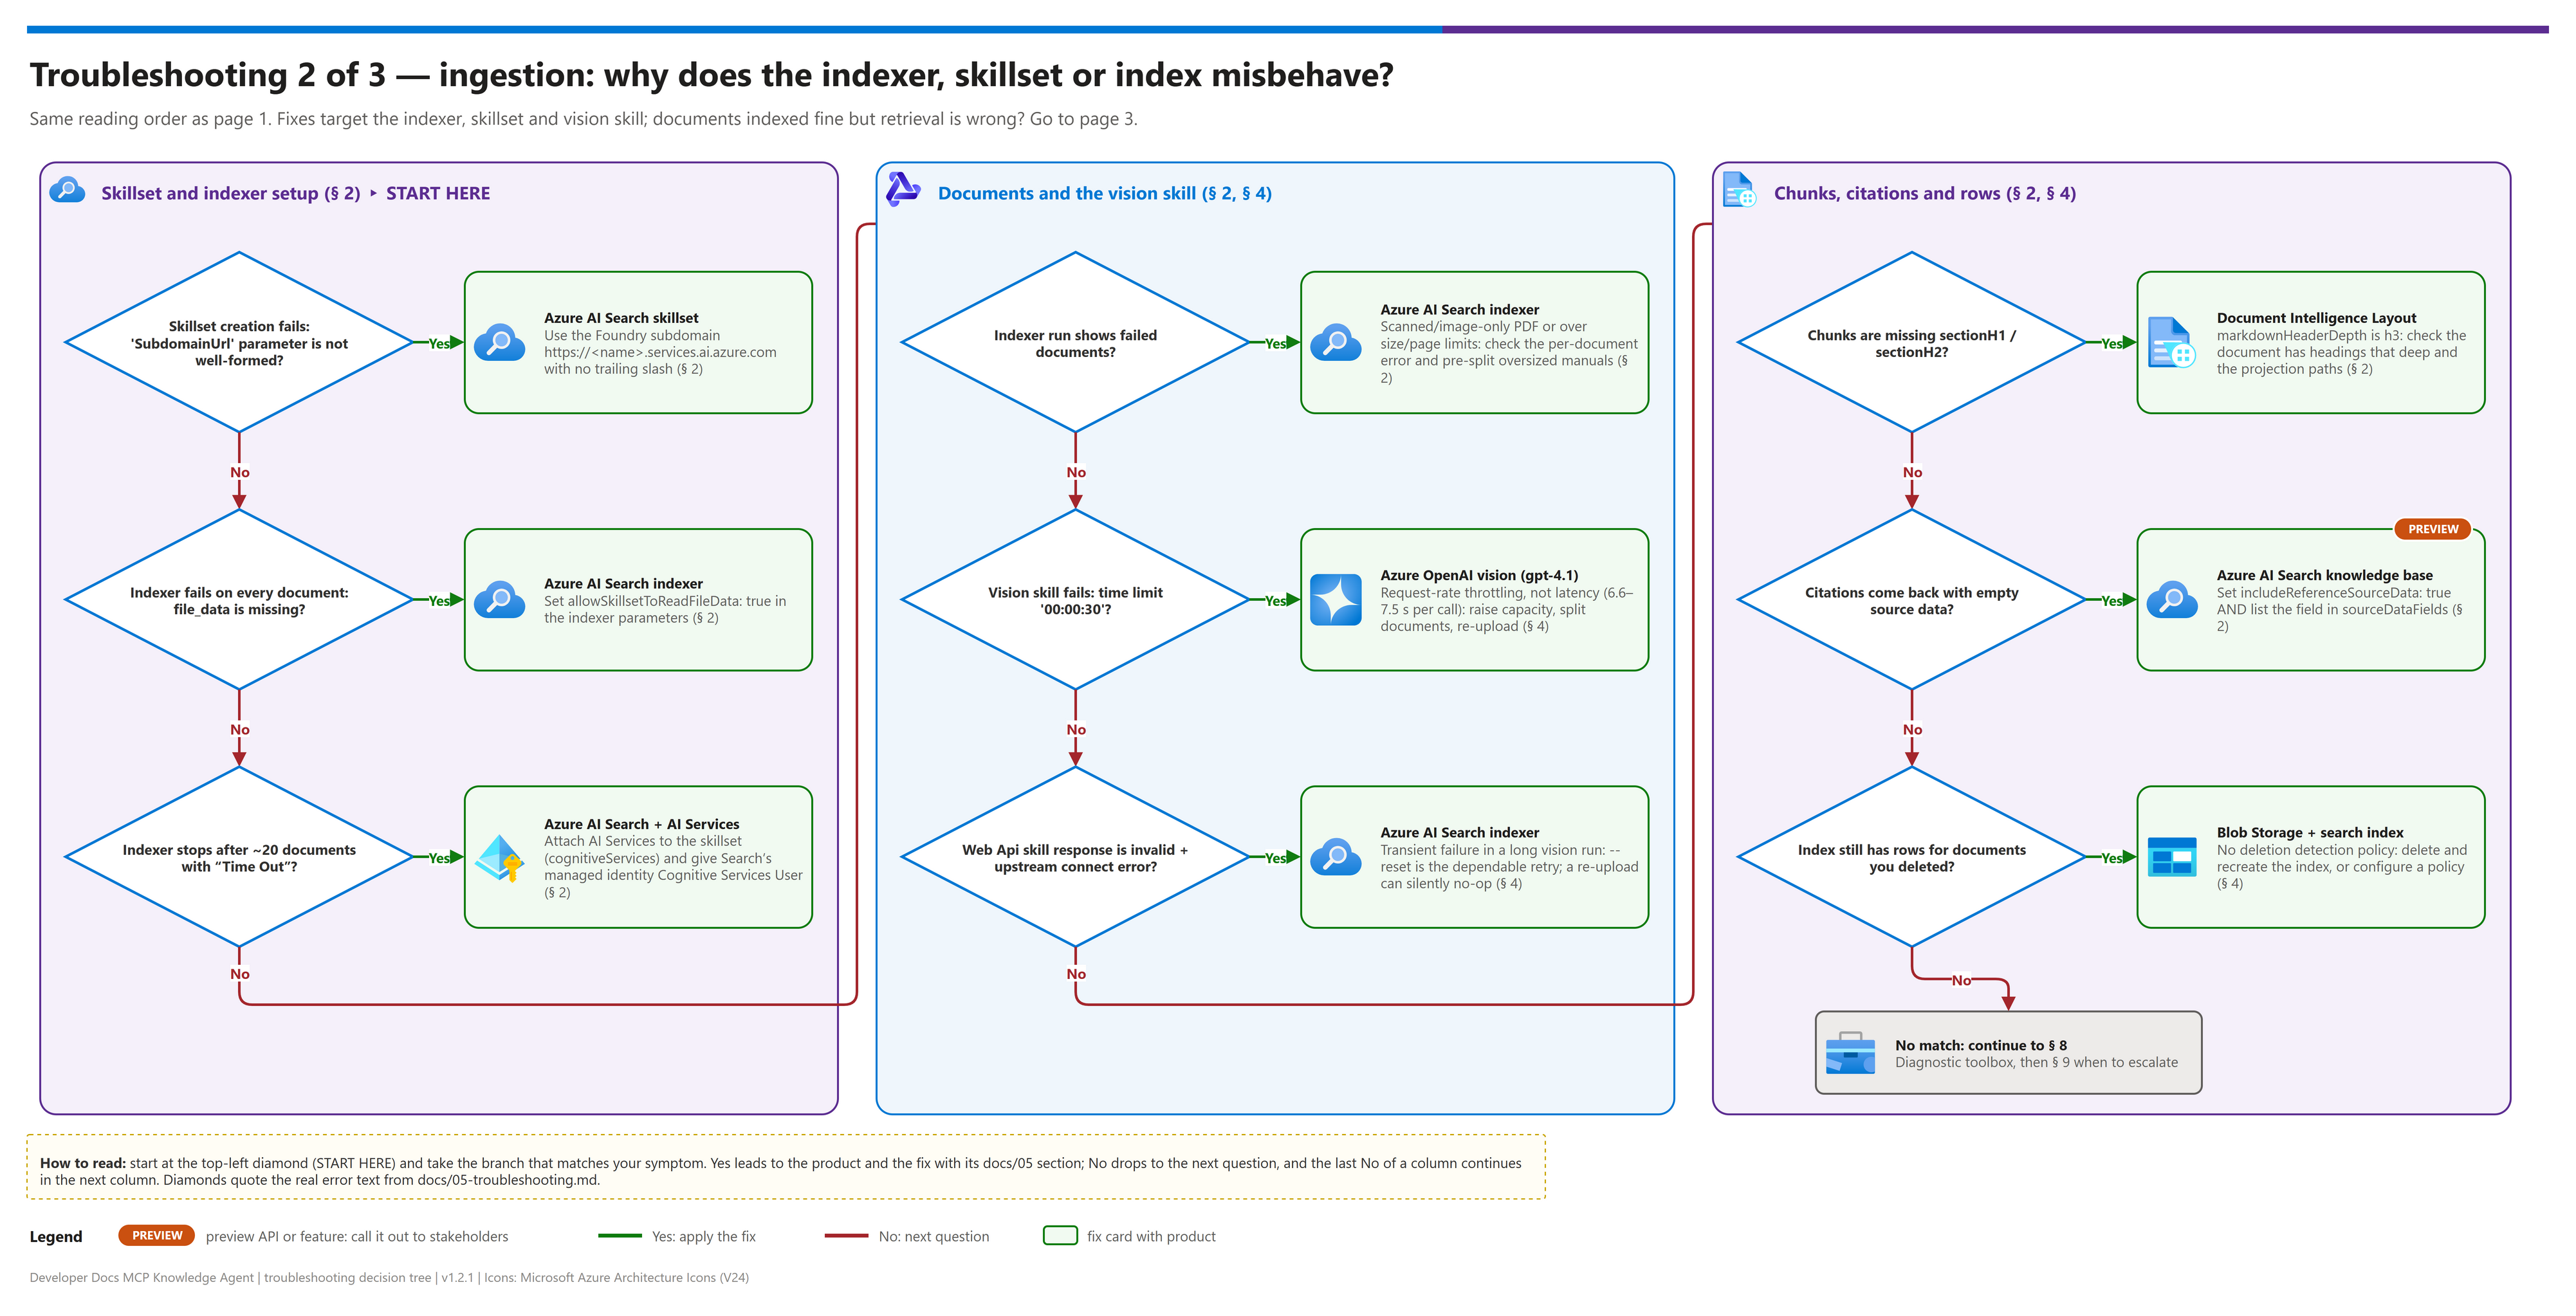 Troubleshooting 2 of 3 — ingestion: why does the indexer, skillset or index misbehave?
Same reading order as page 1. Fixes target the indexer, skillset and vision skill; documents indexed fine but retrieval is wrong? Go to page 3.
Skillset and indexer setup (§ 2) ‣ START HERE
Skillset creation fails:
'SubdomainUrl' parameter is not
well-formed?
Yes
Azure AI Search skillset
Use the Foundry subdomain
https://<name>.services.ai.azure.com
with no trailing slash (§ 2)
No
Indexer fails on every document:
file_data is missing?
Yes
Azure AI Search indexer
Set allowSkillsetToReadFileData: true in
the indexer parameters (§ 2)
No
Indexer stops after ~20 documents
with “Time Out”?
Yes
Azure AI Search + AI Services
Attach AI Services to the skillset
(cognitiveServices) and give Search’s
managed identity Cognitive Services User
(§ 2)
No
Documents and the vision skill (§ 2, § 4)
Indexer run shows failed
documents?
Yes
Azure AI Search indexer
Scanned/image-only PDF or over
size/page limits: check the per-document
error and pre-split oversized manuals (§
2)
No
Vision skill fails: time limit
'00:00:30'?
Yes
Azure OpenAI vision (gpt-4.1)
Request-rate throttling, not latency (6.6–
7.5 s per call): raise capacity, split
documents, re-upload (§ 4)
No
Web Api skill response is invalid +
upstream connect error?
Yes
Azure AI Search indexer
Transient failure in a long vision run: --
reset is the dependable retry; a re-upload
can silently no-op (§ 4)
No
Chunks, citations and rows (§ 2, § 4)
Chunks are missing sectionH1 /
sectionH2?
Yes
Document Intelligence Layout
markdownHeaderDepth is h3: check the
document has headings that deep and
the projection paths (§ 2)
No
Citations come back with empty
source data?
Yes
PREVIEW
Azure AI Search knowledge base
Set includeReferenceSourceData: true
AND list the field in sourceDataFields (§
2)
No
Index still has rows for documents
you deleted?
Yes
Blob Storage + search index
No deletion detection policy: delete and
recreate the index, or configure a policy
(§ 4)
No
No match: continue to § 8
Diagnostic toolbox, then § 9 when to escalate
How to read: start at the top-left diamond (START HERE) and take the branch that matches your symptom. Yes leads to the product and the fix with its docs/05 section; No drops to the next question, and the last No of a column continues
in the next column. Diamonds quote the real error text from docs/05-troubleshooting.md.
Legend
PREVIEW
preview API or feature: call it out to stakeholders
Yes: apply the fix
No: next question
fix card with product
Developer Docs MCP Knowledge Agent | troubleshooting decision tree | v1.2.1 | Icons: Microsoft Azure Architecture Icons (V24)